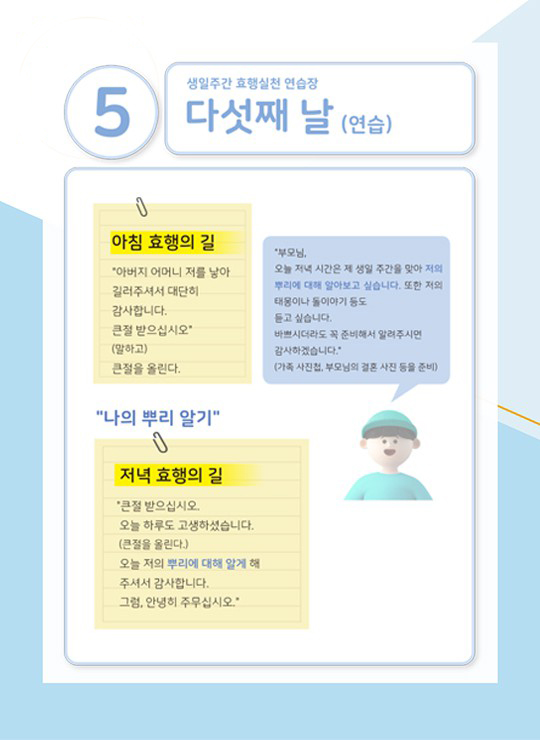 5
생일주간 효행실천 연습장
다섯째 날 (연습)
아침 효행의 길
"아버지 어머니 저를 낳아
길러주셔서 대단히
감사합니다.
큰절 받으십시오"
(말하고)
큰절을 올린다.
"부모님,
오늘 저녁 시간은 제 생일 주간을 맞아 저의
뿌리에 대해 알아보고 싶습니다. 또한 저의
태몽이나 돌이야기 등도
듣고 싶습니다.
바쁘시더라도 꼭 준비해서 알려주시면
감사하겠습니다."
(가족 사진첩, 부모님의 결혼 사진 등을 준비)
"나의 뿌리 알기"
저녁 효행의 길
"큰절 받으십시오.
오늘 하루도 고생하셨습니다.
(큰절을 올린다.)
오늘 저의 뿌리에 대해 알게 해
주셔서 감사합니다.
그럼, 안녕히 주무십시오."